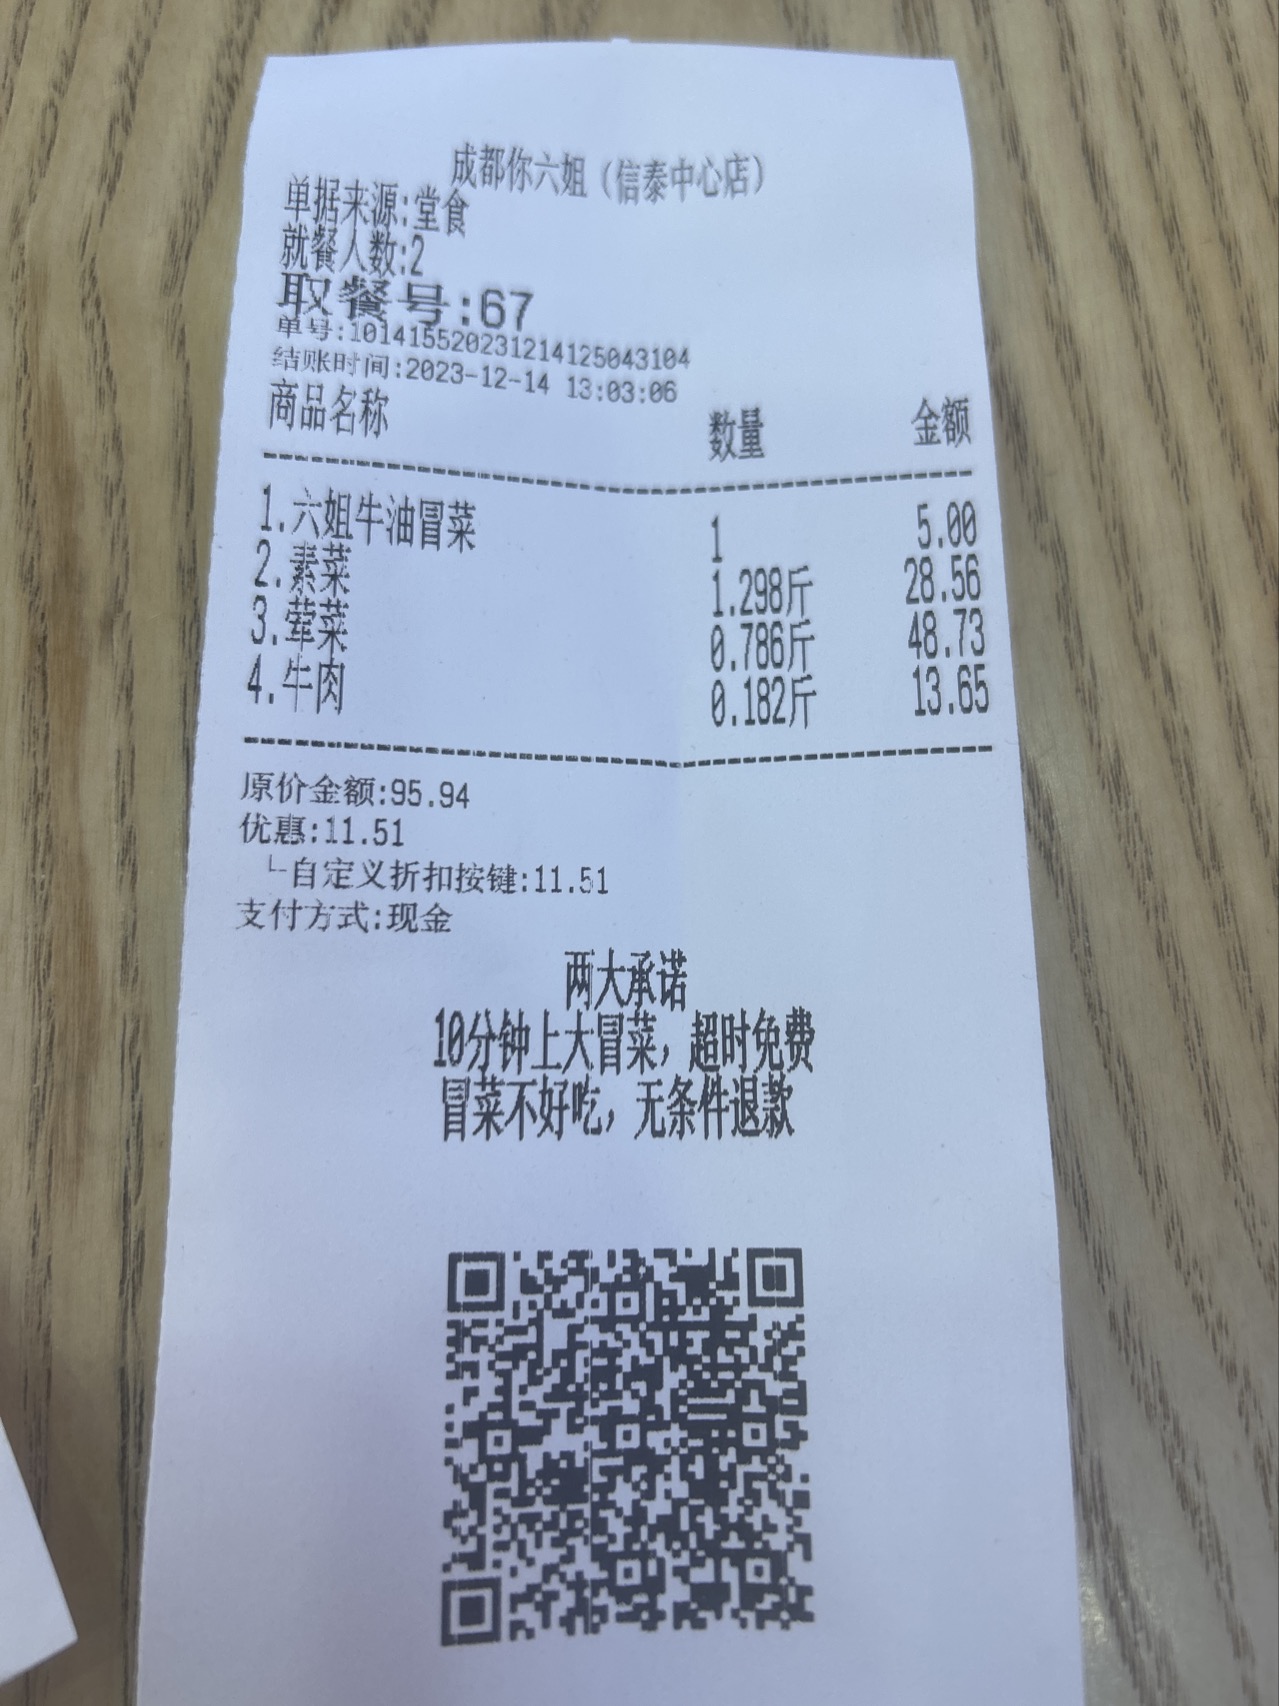 成都你六姐（信泰中心店）
单据来源:堂食
就餐人数:2
取餐号:67
单号:10141552023121412504​3104
结账时间:2023-12-14 13:03:06
商品名称 数量 金额
1.六姐牛油冒菜 1 5.00
2.素菜 1.298斤 28.56
3.荤菜 0.786斤 48.73
4.牛肉 0.182斤 13.65
原价金额:95.94
优惠:11.51
└-自定义折扣按键:11.51
支付方式:现金
两大承诺
10分钟上大冒菜，超时免费
冒菜不好吃，无条件退款